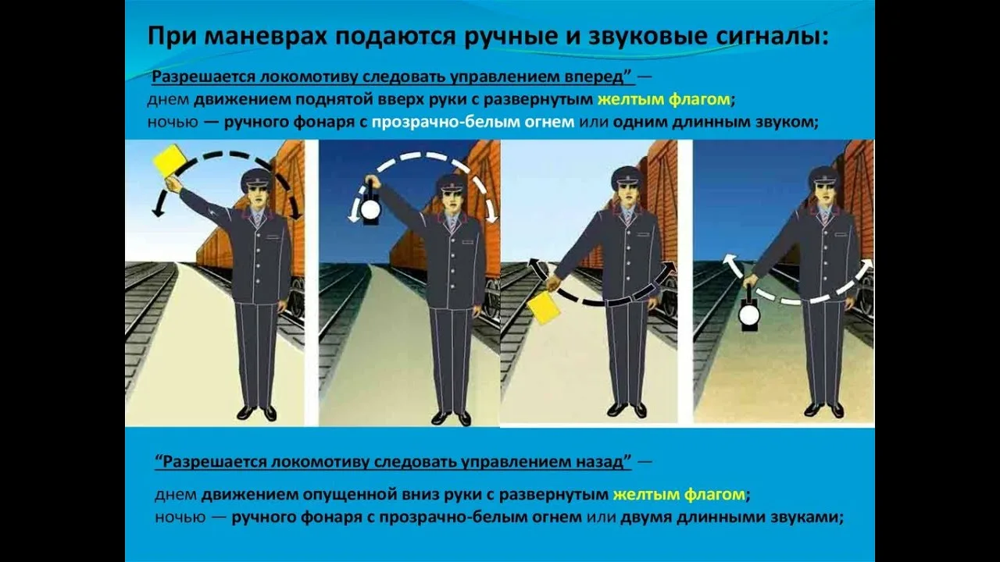 При маневрах подаются ручные и звуковые сигналы:
Разрешается локомотиву следовать управлением вперед” —
днем движением поднятой вверх руки с развернутым желтым флагом;
ночью — ручного фонаря с прозрачно-белым огнем или одним длинным звуком;
“Разрешается локомотиву следовать управлением назад” —
днем движением опущенной вниз руки с развернутым желтым флагом;
ночью — ручного фонаря с прозрачно-белым огнем или двумя длинными звуками;